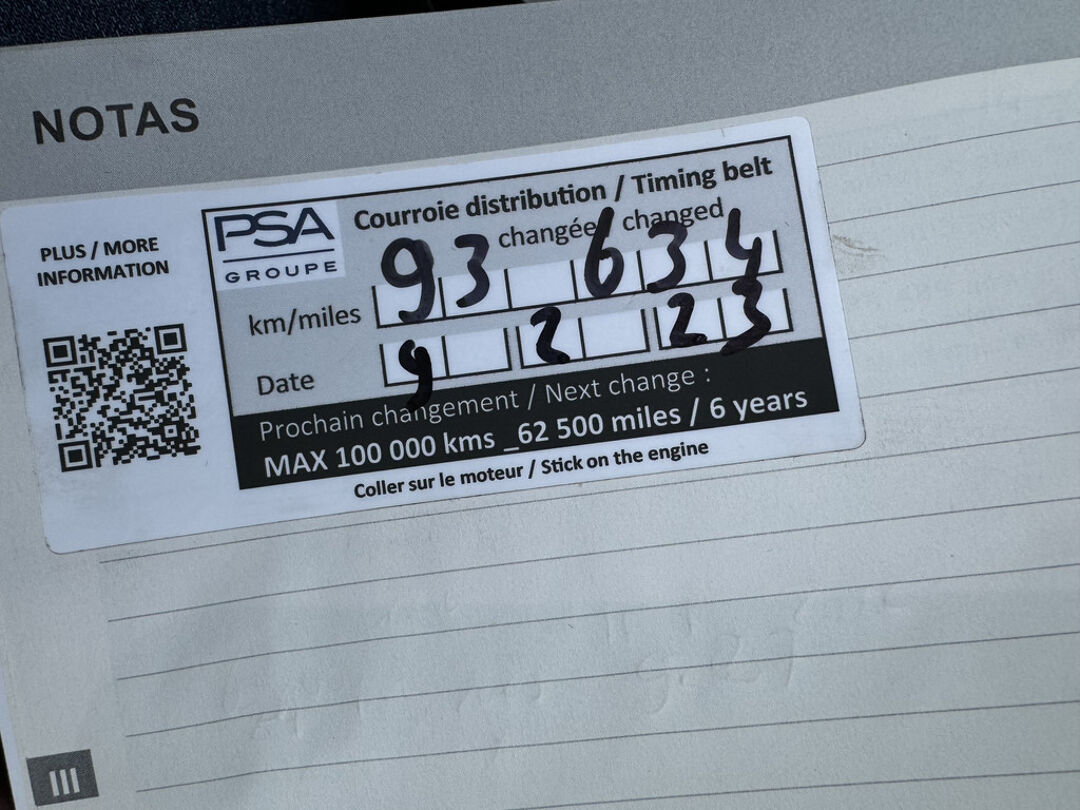 NOTAS
PLUS / MORE
INFORMATION
PSA
GROUPE
Courroie distribution / Timing belt
changée / changed
km/miles 93 634
Date 9 2 23
Prochain changement / Next change :
MAX 100 000 kms _62 500 miles / 6 years
Coller sur le moteur / Stick on the engine
III